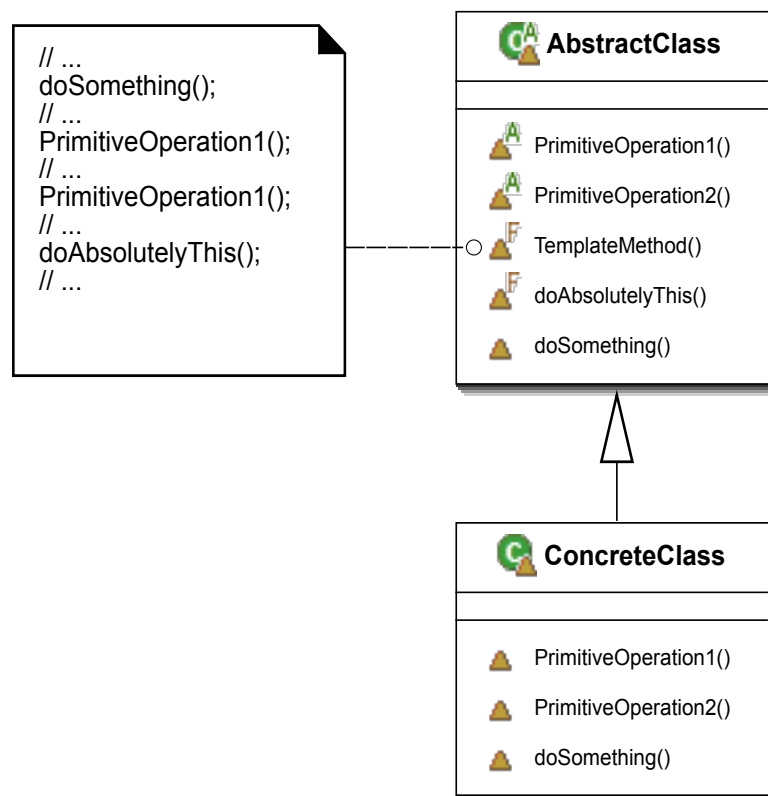 // ...
doSomething();
// ...
PrimitiveOperation1();
// ...
PrimitiveOperation1();
// ...
doAbsolutelyThis();
// ...
AbstractClass
PrimitiveOperation1()
PrimitiveOperation2()
TemplateMethod()
doAbsolutelyThis()
doSomething()
ConcreteClass
PrimitiveOperation1()
PrimitiveOperation2()
doSomething()